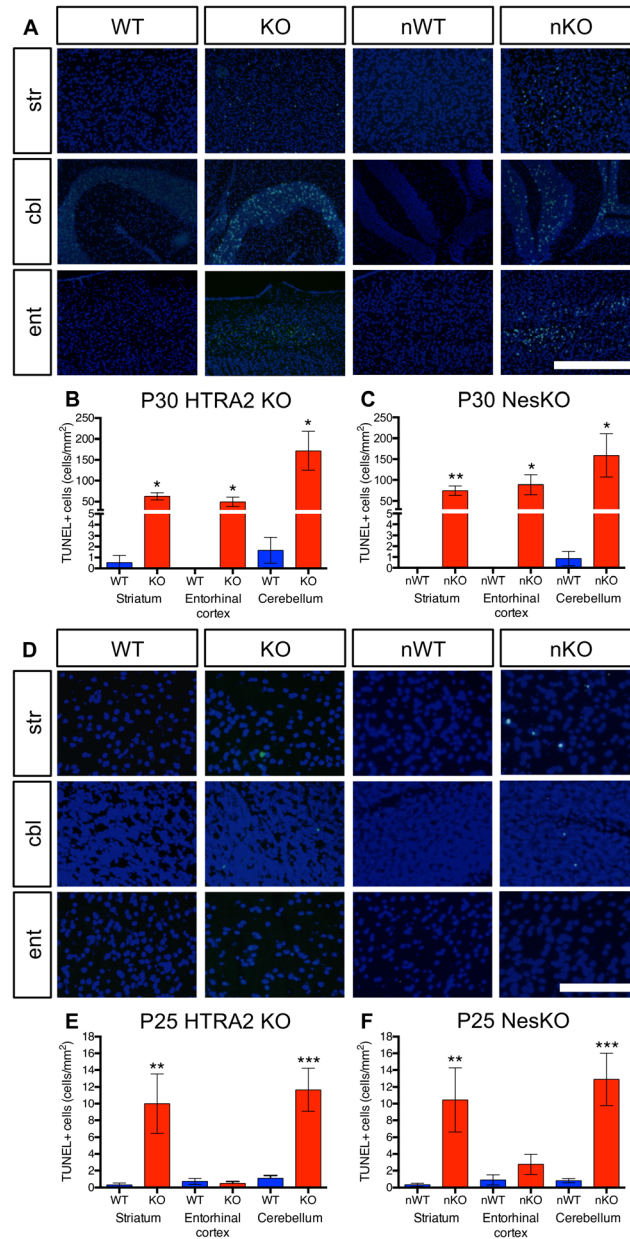 A
WT KO nWT nKO
str
cbl
ent
B P30 HTRA2 KO
TUNEL+ cells (cells/mm²)
250
200
150
100
50
5
4
3
2
1
0
* * *
WT KO WT KO WT KO
Striatum Entorhinal cortex Cerebellum
C P30 NesKO
TUNEL+ cells (cells/mm²)
250
200
150
100
50
5
4
3
2
1
0
** * *
nWT nKO nWT nKO nWT nKO
Striatum Entorhinal cortex Cerebellum
D
WT KO nWT nKO
str
cbl
ent
E P25 HTRA2 KO
TUNEL+ cells (cells/mm²)
18
16
14
12
10
8
6
4
2
0
** ***
WT KO WT KO WT KO
Striatum Entorhinal cortex Cerebellum
F P25 NesKO
TUNEL+ cells (cells/mm²)
18
16
14
12
10
8
6
4
2
0
** ***
nWT nKO nWT nKO nWT nKO
Striatum Entorhinal cortex Cerebellum